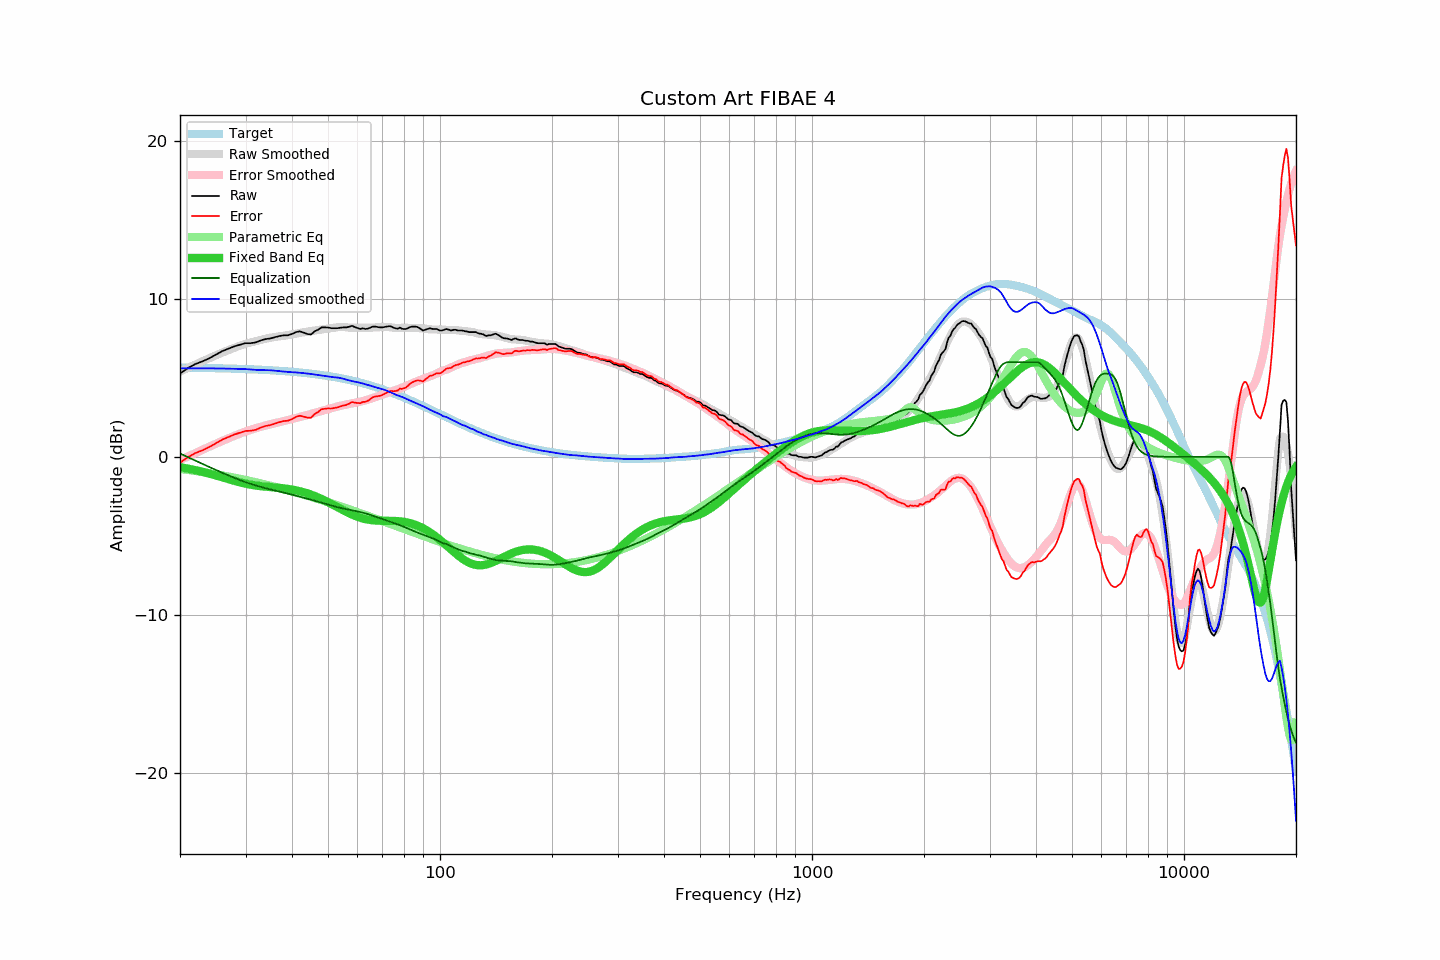 Custom Art FIBAE 4
Target
Raw Smoothed
Error Smoothed
Raw
Error
Parametric Eq
Fixed Band Eq
Equalization
Equalized smoothed
20
10
0
−10
−20
Amplitude (dBr)
100
1000
10000
Frequency (Hz)